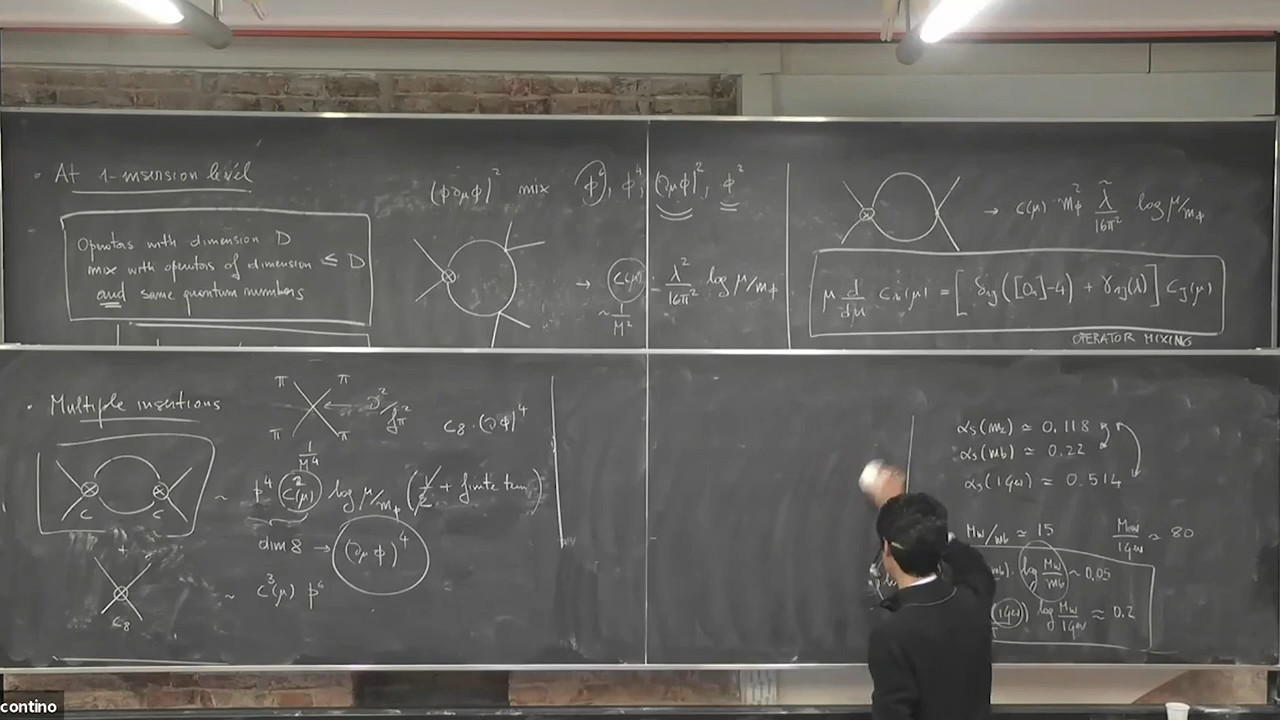 • At 1-insertion level
Operators with dimension D
mix with operators of dimension ≤ D
and same quantum numbers
(φ∂μφ)² mix φ⁶, φ⁴, (∂μφ)², φ²
→ c(μ) · λ²/16π² log μ/mφ
~ 1/M²
→ c(μ) · mφ² λ̃/16π² log μ/mφ
μ d/dμ cᵢ(μ) = [δᵢⱼ([Oᵢ]-4) + γᵢⱼ(λ)] cⱼ(μ)
OPERATOR MIXING
• Multiple insertions
π π
π π
c₈ · (∂φ)⁴
1/M⁴
~ p⁴ c²(μ) log μ/mφ (1/ε + finite term)
c c
+
dim 8 → (∂μφ)⁴
c₈
~ c³(μ) p⁶
αs(mz) ≃ 0.118
αs(mb) ≃ 0.22
αs(1GeV) ≃ 0.514
Mw/mb ≃ 15 Mw/1GeV ≃ 80
mb) · log Mw/mb ~ 0.05
(1GeV) log Mw/1GeV ≈ 0.2
contino